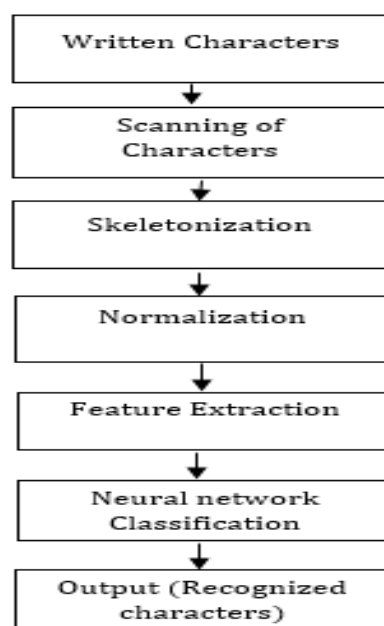 Written Characters
Scanning of
Characters
Skeletonization
Normalization
Feature Extraction
Neural network
Classification
Output (Recognized
characters)